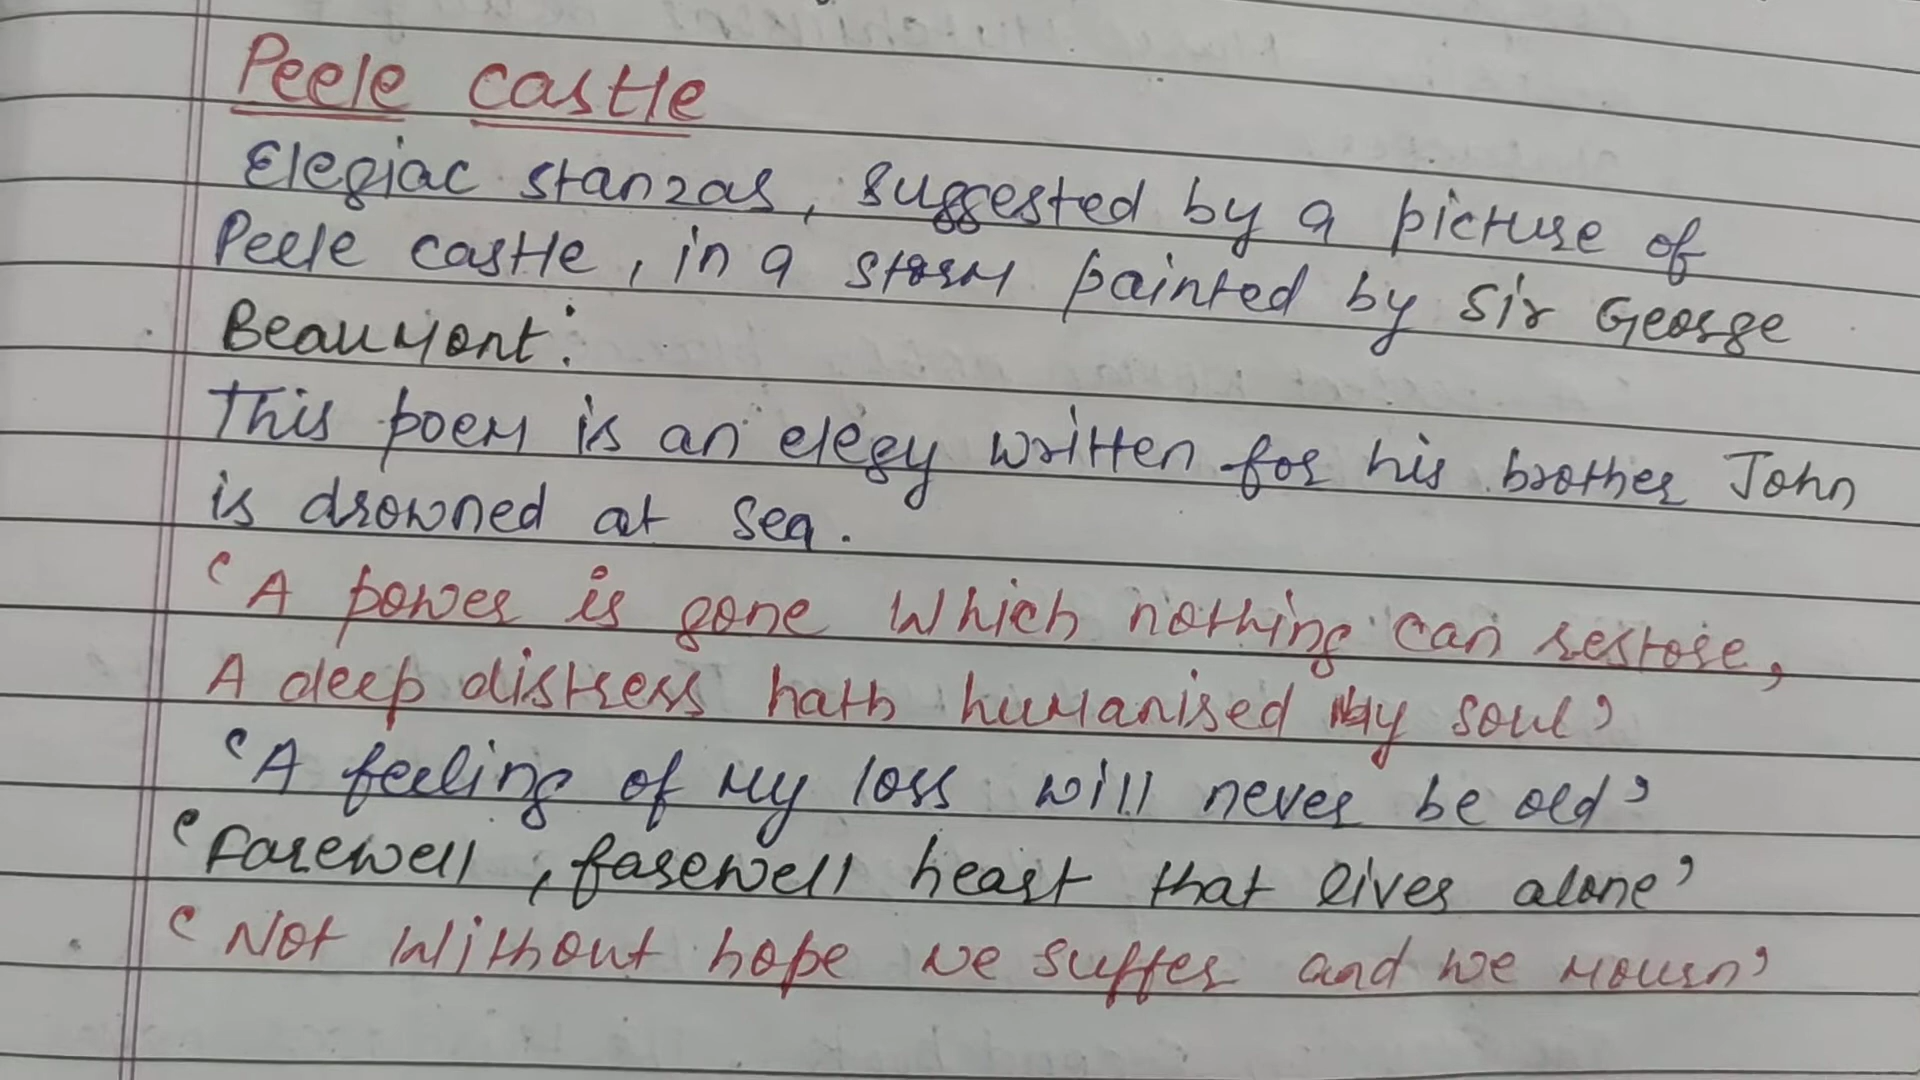 Peele castle
Elegiac stanzas, suggested by a picture of
Peele castle, in a storm painted by Sir George
Beaumont:
This poem is an elegy written for his brother John
is drowned at sea.
'A power is gone which nothing can restore,
A deep distress hath humanised my soul'
'A feeling of my loss will never be old'
'Farewell, farewell heart that lives alone'
'Not without hope we suffer and we mourn'